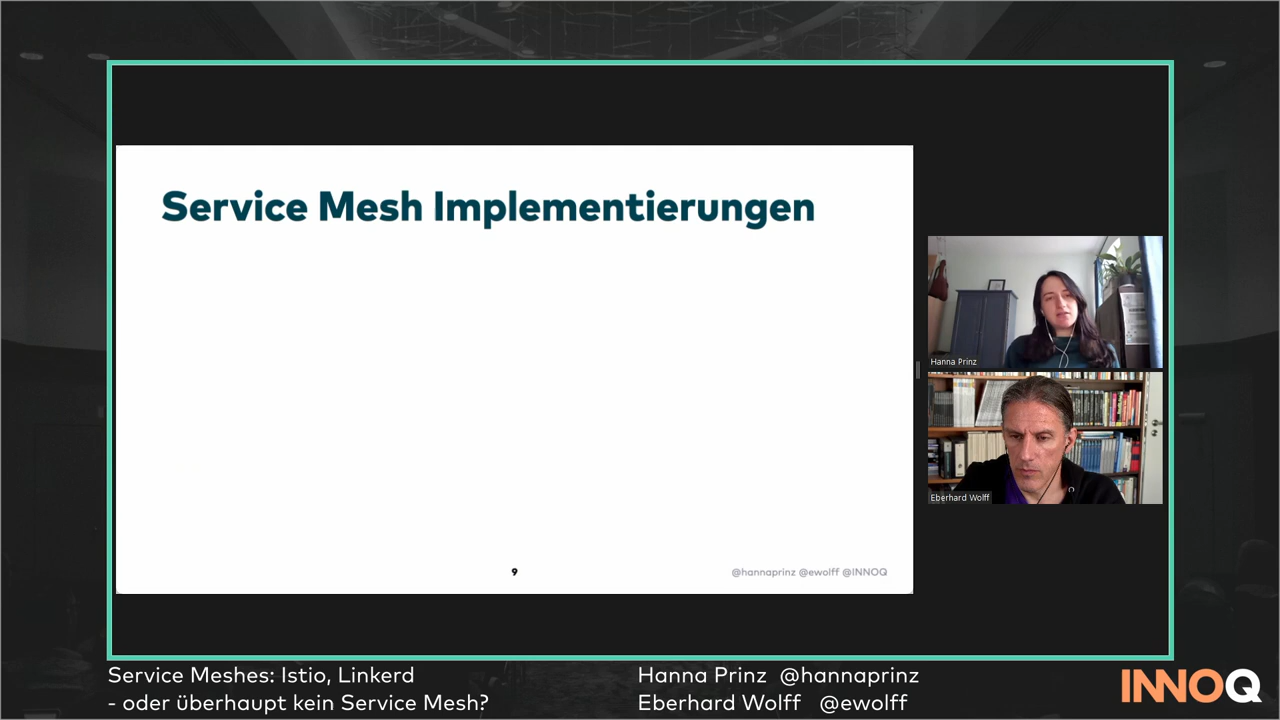 Service Mesh Implementierungen
9
@hannaprinz @ewolff @INNOQ
Hanna Prinz
Eberhard Wolff
Service Meshes: Istio, Linkerd
- oder überhaupt kein Service Mesh?
Hanna Prinz @hannaprinz
Eberhard Wolff @ewolff
INNOQ